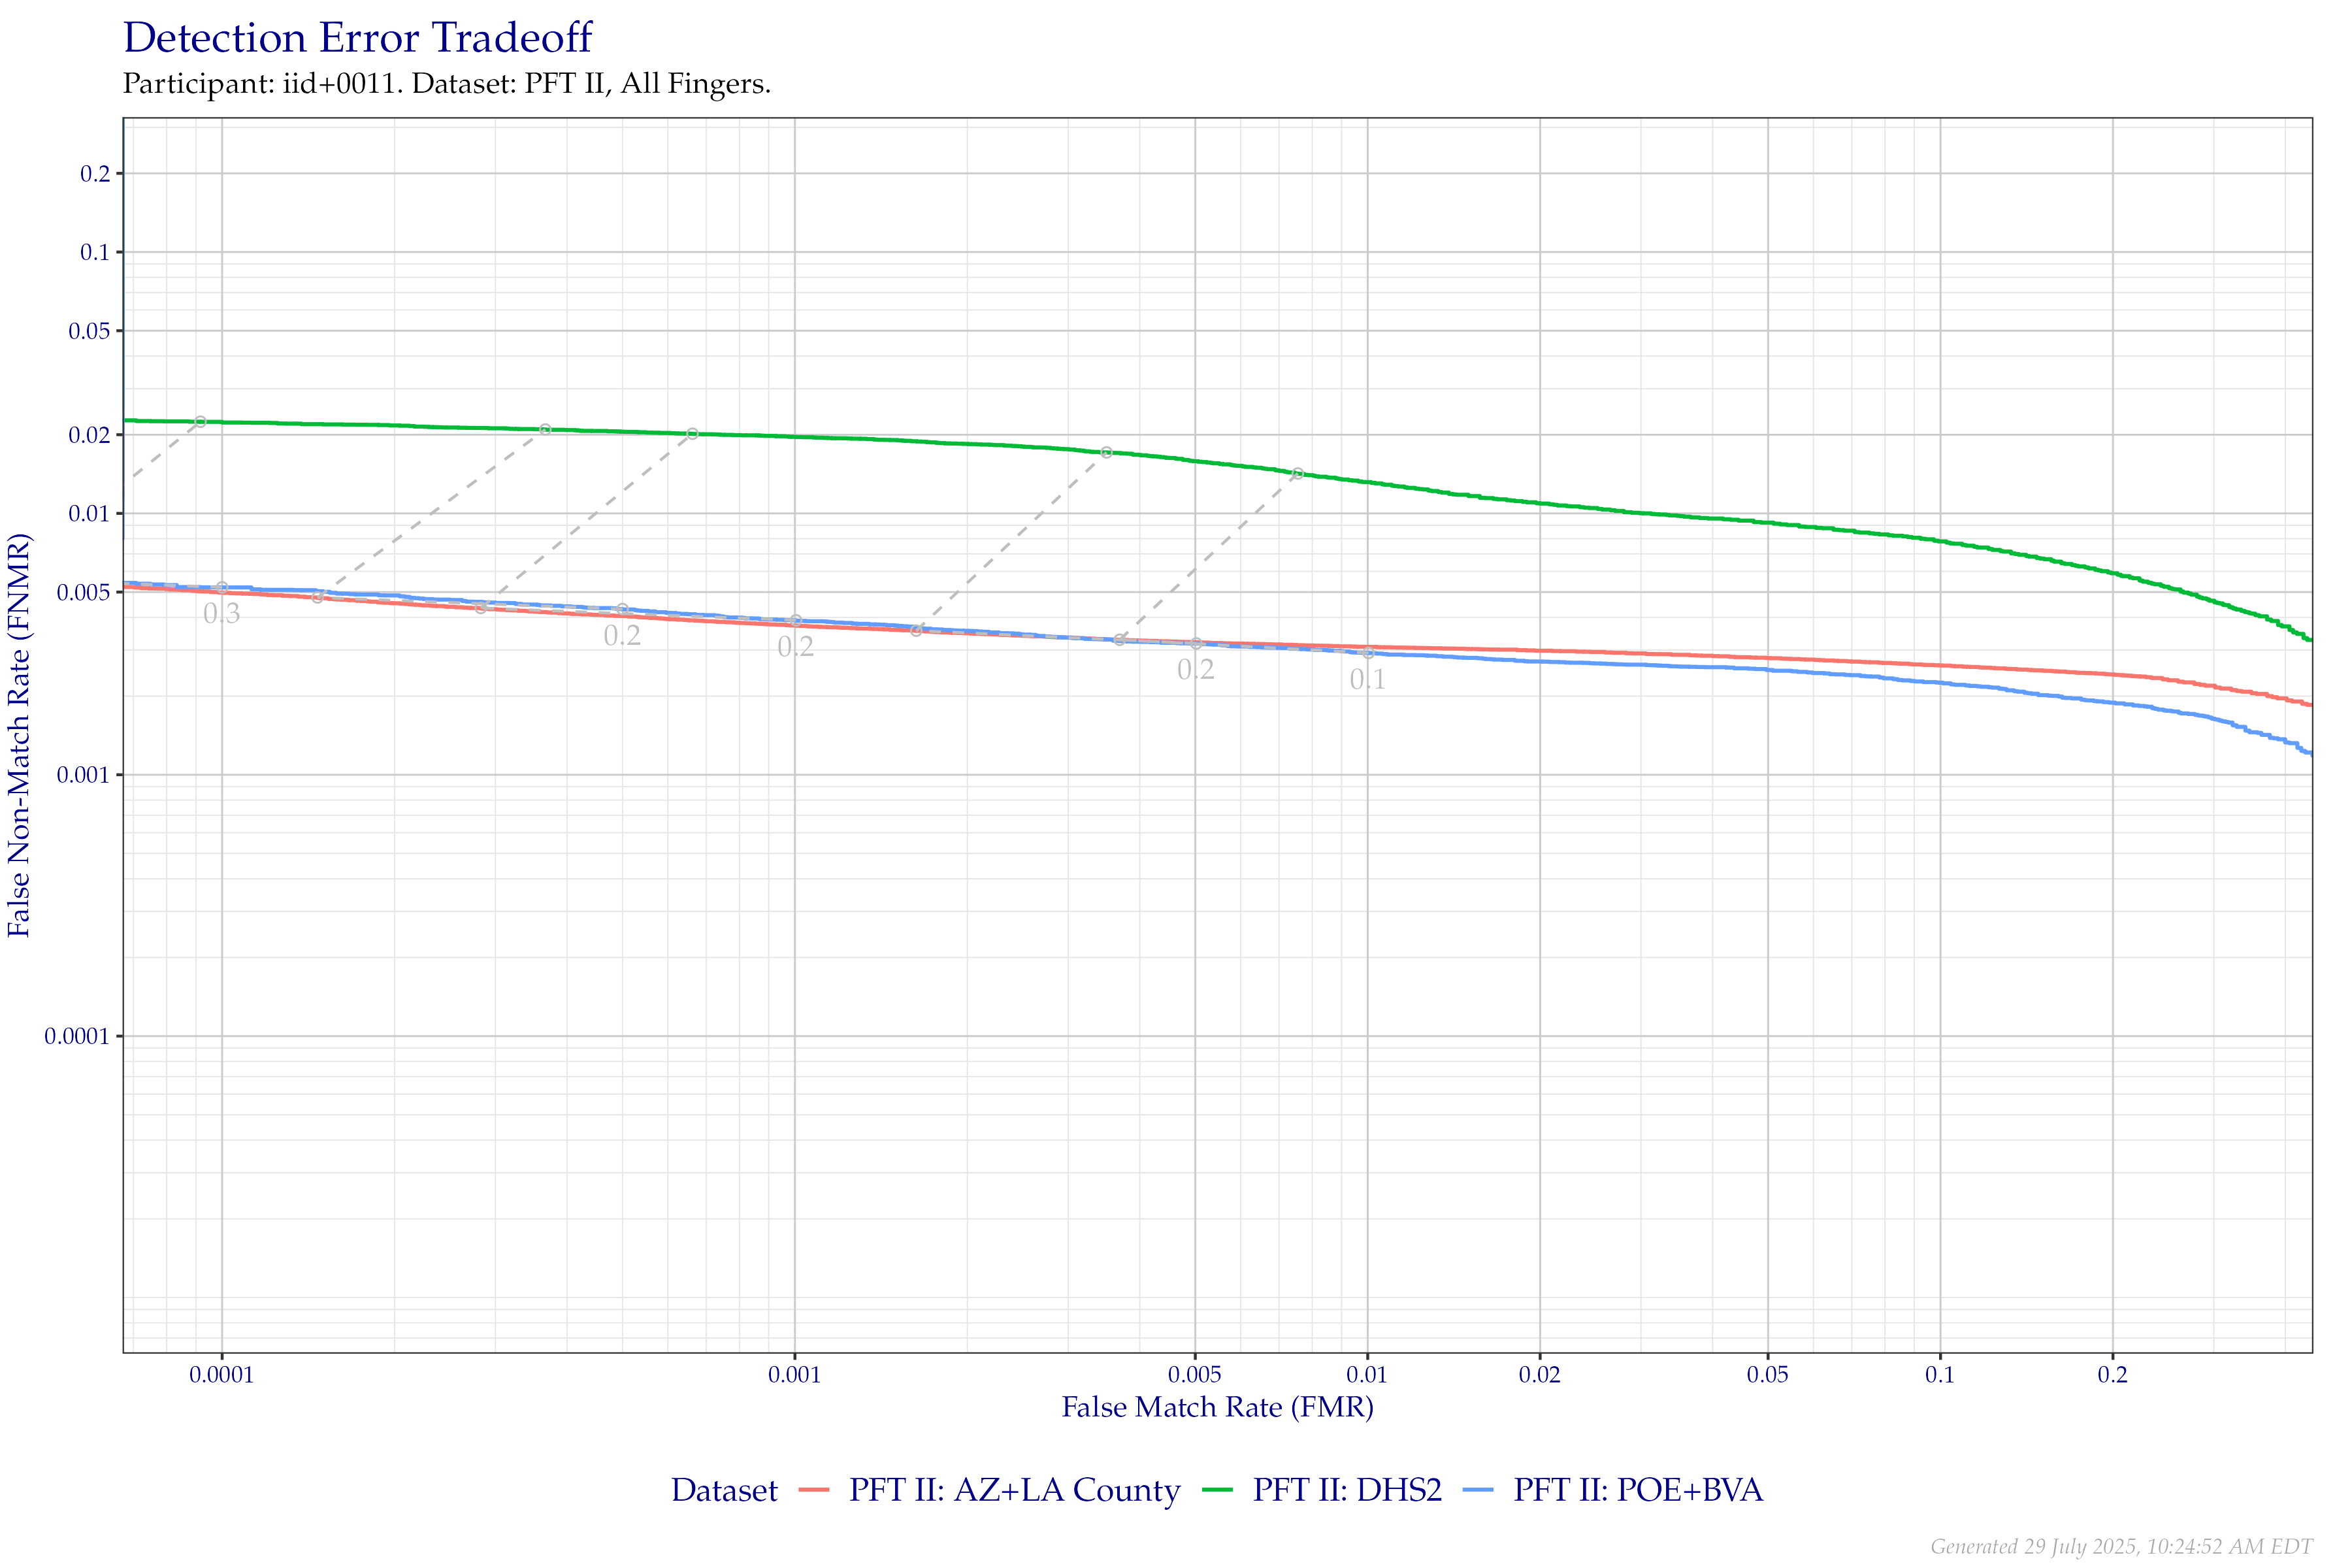 Detection Error Tradeoff
Participant: iid+0011. Dataset: PFT II, All Fingers.
False Non-Match Rate (FNMR)
0.2
0.1
0.05
0.02
0.01
0.005
0.001
0.0001
0.3
0.2
0.2
0.2
0.1
0.0001 0.001 0.005 0.01 0.02 0.05 0.1 0.2
False Match Rate (FMR)
Dataset PFT II: AZ+LA County PFT II: DHS2 PFT II: POE+BVA
Generated 29 July 2025, 10:24:52 AM EDT